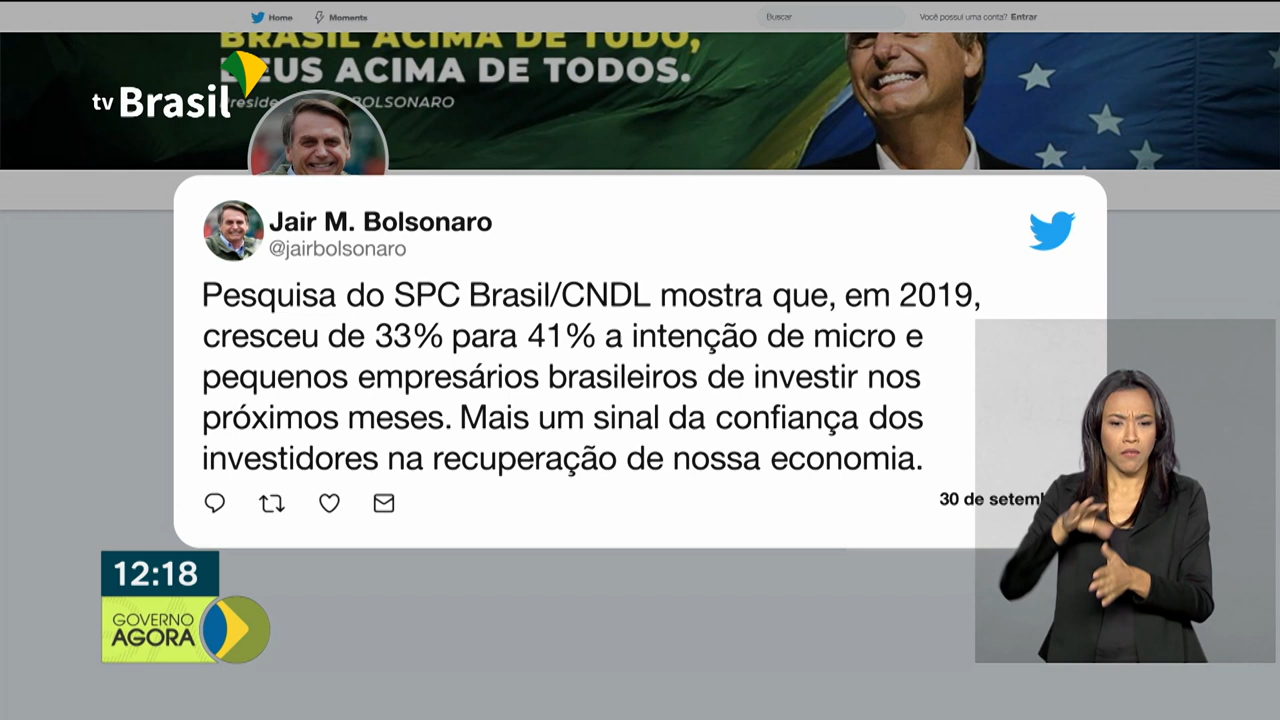 Home
Moments
Buscar
Você possui uma conta? Entrar
BRASIL ACIMA DE TUDO,
DEUS ACIMA DE TODOS.
BOLSONARO
tv Brasil
Jair M. Bolsonaro
@jairbolsonaro
Pesquisa do SPC Brasil/CNDL mostra que, em 2019,
cresceu de 33% para 41% a intenção de micro e
pequenos empresários brasileiros de investir nos
próximos meses. Mais um sinal da confiança dos
investidores na recuperação de nossa economia.
30 de setem
12:18
GOVERNO
AGORA